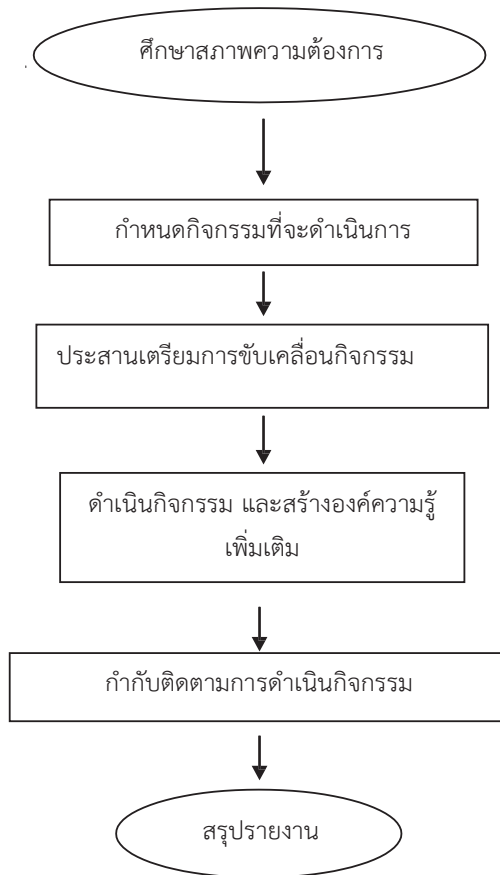 ศึกษาสภาพความต้องการ
กำหนดกิจกรรมที่จะดำเนินการ
ประสานเตรียมการขับเคลื่อนกิจกรรม
ดำเนินกิจกรรม และสร้างองค์ความรู้
เพิ่มเติม
กำกับติดตามการดำเนินกิจกรรม
สรุปรายงาน